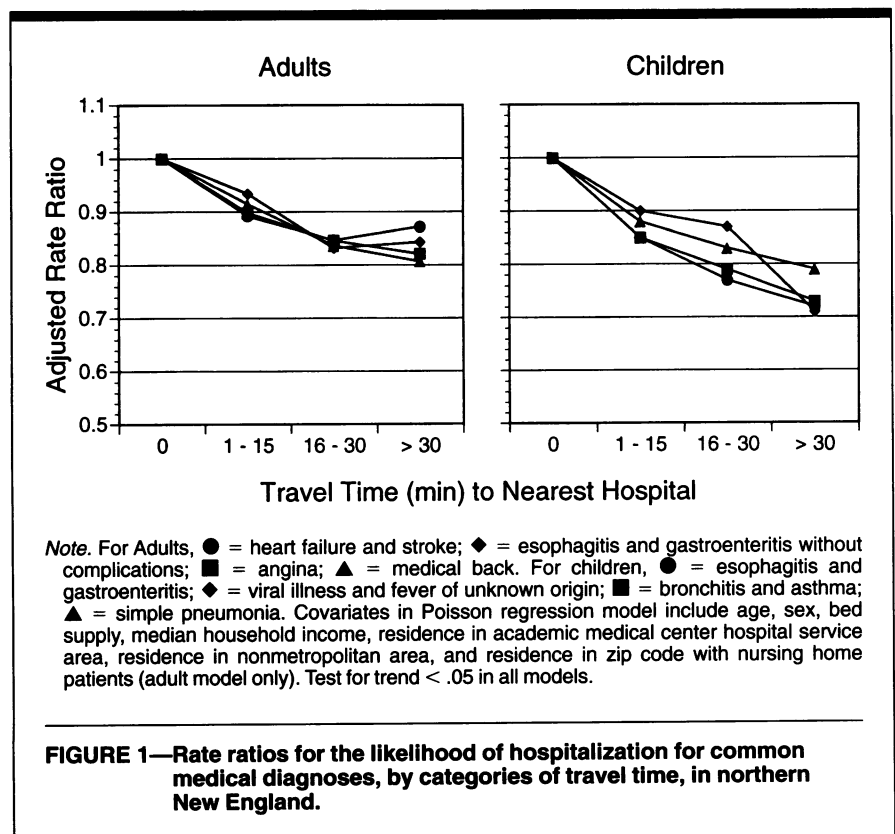 Adults
Children
1.1
1
0.9
0.8
0.7
0.6
0.5
Adjusted Rate Ratio
0 1 - 15 16 - 30 > 30
0 1 - 15 16 - 30 > 30
Travel Time (min) to Nearest Hospital
Note. For Adults, ● = heart failure and stroke; ◆ = esophagitis and gastroenteritis without
complications; ■ = angina; ▲ = medical back. For children, ● = esophagitis and
gastroenteritis; ◆ = viral illness and fever of unknown origin; ■ = bronchitis and asthma;
▲ = simple pneumonia. Covariates in Poisson regression model include age, sex, bed
supply, median household income, residence in academic medical center hospital service
area, residence in nonmetropolitan area, and residence in zip code with nursing home
patients (adult model only). Test for trend < .05 in all models.
FIGURE 1—Rate ratios for the likelihood of hospitalization for common
medical diagnoses, by categories of travel time, in northern
New England.